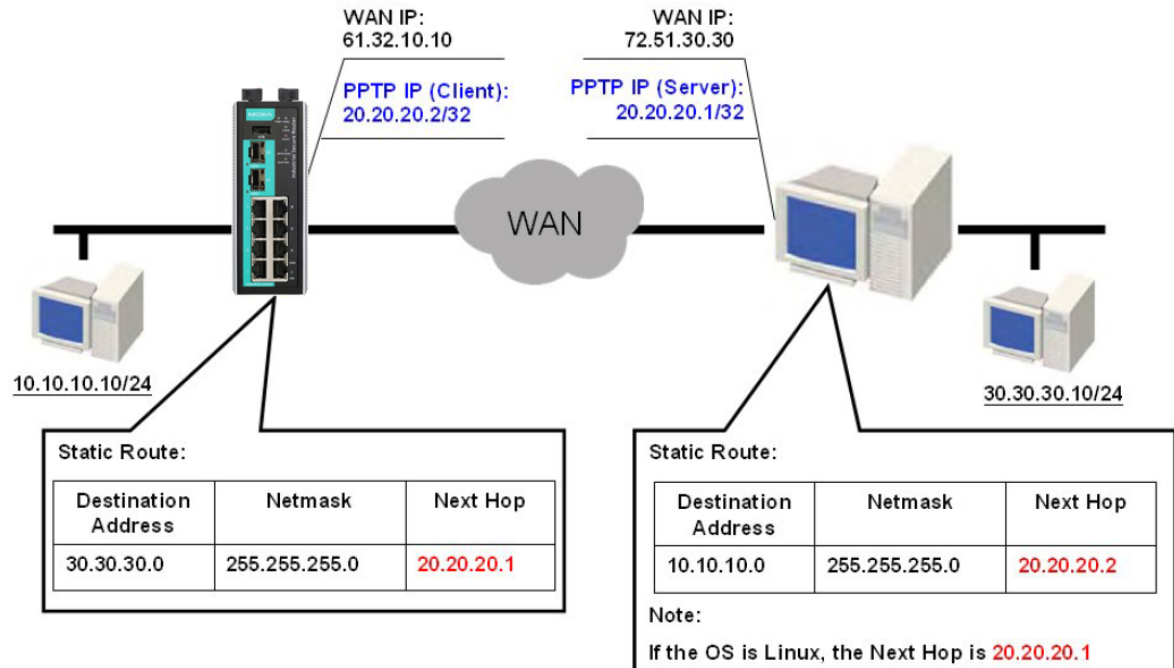 WAN IP:
61.32.10.10
WAN IP:
72.51.30.30
PPTP IP (Client):
20.20.20.2/32
PPTP IP (Server):
20.20.20.1/32
MOXA
Industrial Secure Router
WAN
10.10.10.10/24
30.30.30.10/24
Static Route:
Destination Address Netmask Next Hop
30.30.30.0 255.255.255.0 20.20.20.1
Static Route:
Destination Address Netmask Next Hop
10.10.10.0 255.255.255.0 20.20.20.2
Note:
If the OS is Linux, the Next Hop is 20.20.20.1